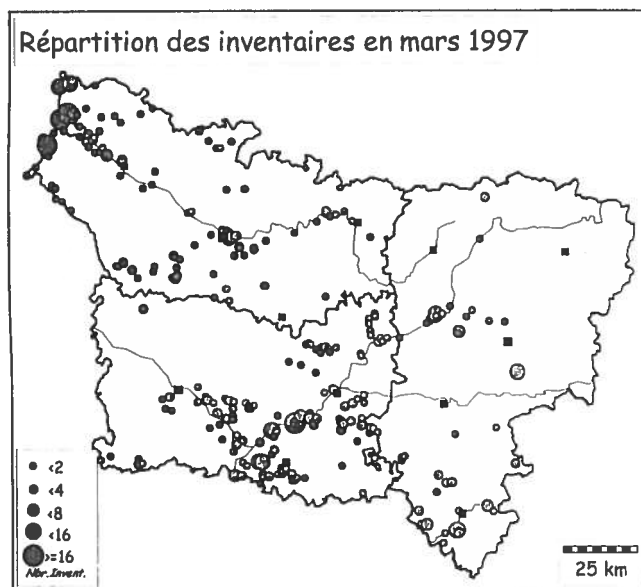 Répartition des inventaires en mars 1997
<2
<4
<8
<16
>=16
Nbr. Invent.
25 km